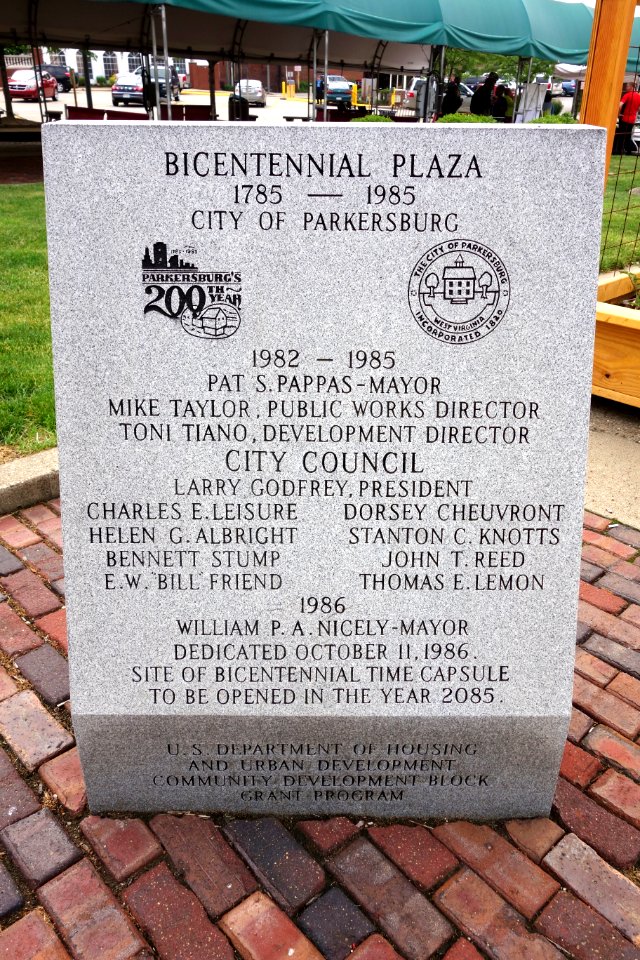 BICENTENNIAL PLAZA
1785 — 1985
CITY OF PARKERSBURG
1785-1985
PARKERSBURG'S
200TH
YEAR
THE CITY OF PARKERSBURG
WEST VIRGINIA
INCORPORATED 1820
1982 — 1985
PAT S. PAPPAS-MAYOR
MIKE TAYLOR, PUBLIC WORKS DIRECTOR
TONI TIANO, DEVELOPMENT DIRECTOR
CITY COUNCIL
LARRY GODFREY, PRESIDENT
CHARLES E. LEISURE DORSEY CHEUVRONT
HELEN G. ALBRIGHT STANTON C. KNOTTS
BENNETT STUMP JOHN T. REED
E.W. "BILL" FRIEND THOMAS E. LEMON
1986
WILLIAM P. A. NICELY-MAYOR
DEDICATED OCTOBER 11, 1986.
SITE OF BICENTENNIAL TIME CAPSULE
TO BE OPENED IN THE YEAR 2085.
U.S. DEPARTMENT OF HOUSING
AND URBAN DEVELOPMENT
COMMUNITY DEVELOPMENT BLOCK
GRANT PROGRAM